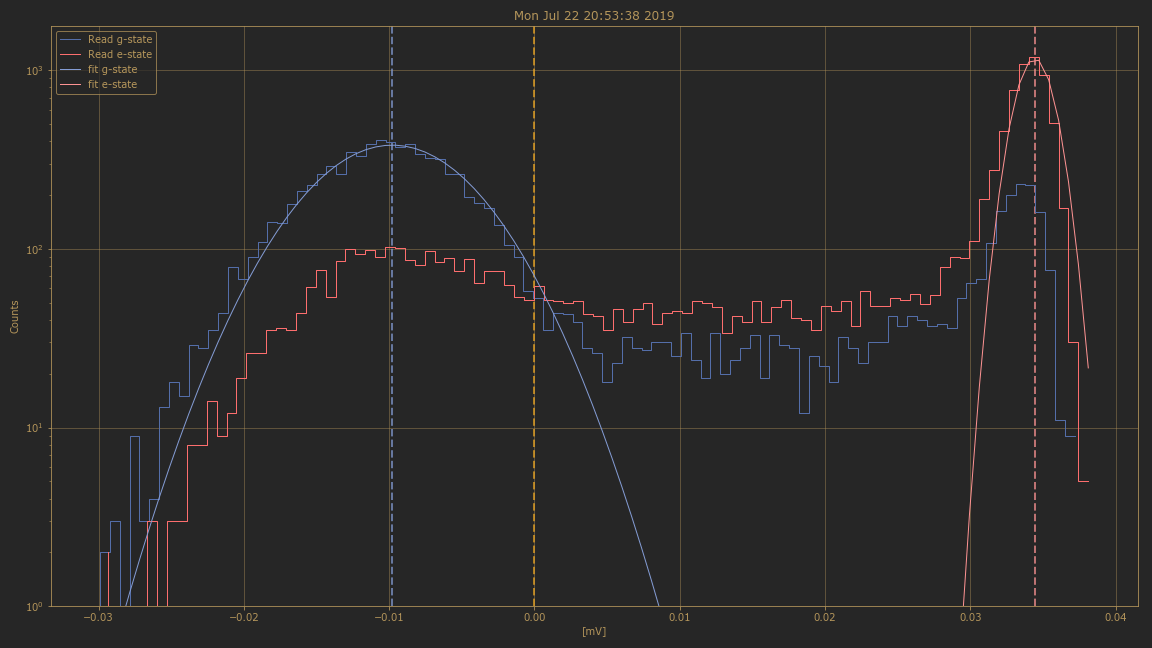 Mon Jul 22 20:53:38 2019
Read g-state
Read e-state
fit g-state
fit e-state
10³
10²
10¹
10⁰
Counts
−0.03 −0.02 −0.01 0.00 0.01 0.02 0.03 0.04
[mV]